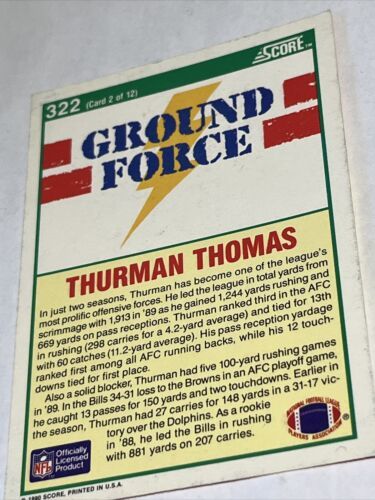 322 (Card 2 of 12)
SCORE™
GROUND
FORCE
THURMAN THOMAS
In just two seasons, Thurman has become one of the league's
most prolific offensive forces. He led the league in total yards from
scrimmage with 1,913 in '89 as he gained 1,244 yards rushing and
669 yards on pass receptions. Thurman ranked third in the AFC
in rushing (298 carries for a 4.2-yard average) and tied for 13th
with 60 catches (11.2-yard average). His pass reception yardage
ranked first among all AFC running backs, while his 12 touch-
downs tied for first place.
Also a solid blocker, Thurman had five 100-yard rushing games
in '89. In the Bills 34-31 loss to the Browns in an AFC playoff game,
he caught 13 passes for 150 yards and two touchdowns. Earlier in
the season, Thurman had 27 carries for 148 yards in a 31-17 vic-
tory over the Dolphins. As a rookie
in '88, he led the Bills in rushing
with 881 yards on 207 carries.
NFL
Officially
Licensed
Product
NATIONAL FOOTBALL LEAGUE
PLAYERS ASSOCIATION
© 1990 SCORE, PRINTED IN U.S.A.